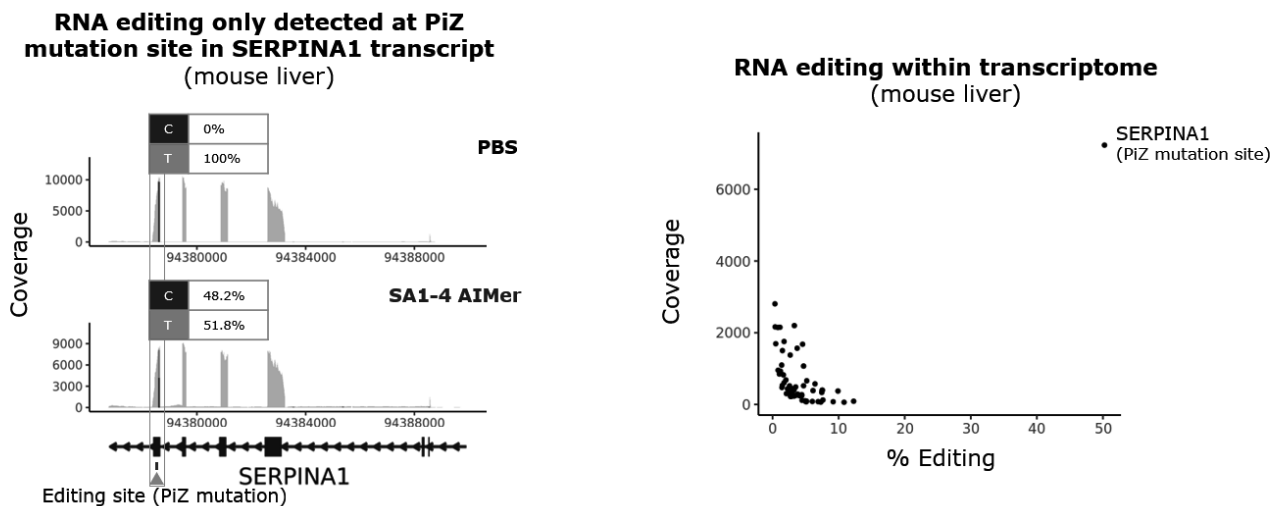 RNA editing only detected at PiZ
mutation site in SERPINA1 transcript
(mouse liver)
C 0%
T 100%
PBS
10000
5000
0
94380000 94384000 94388000
Coverage
C 48.2%
T 51.8%
SA1-4 AIMer
9000
6000
3000
0
94380000 94384000 94388000
SERPINA1
Editing site (PiZ mutation)
RNA editing within transcriptome
(mouse liver)
SERPINA1
(PiZ mutation site)
6000
4000
2000
0
Coverage
0 10 20 30 40 50
% Editing